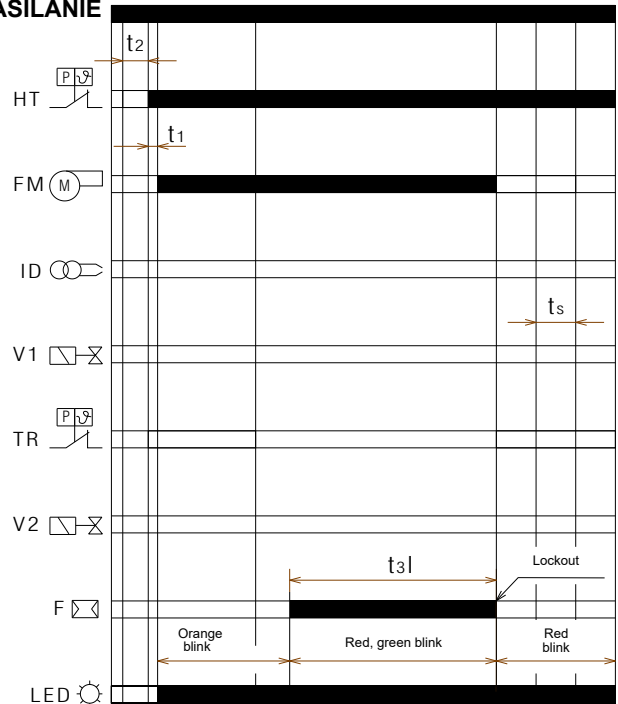 ASILANIE
t2
P ϑ
HT
t1
FM M
ID
ts
V1
P ϑ
TR
V2
t3l
Lockout
F
Orange
blink
Red, green blink
Red
blink
LED